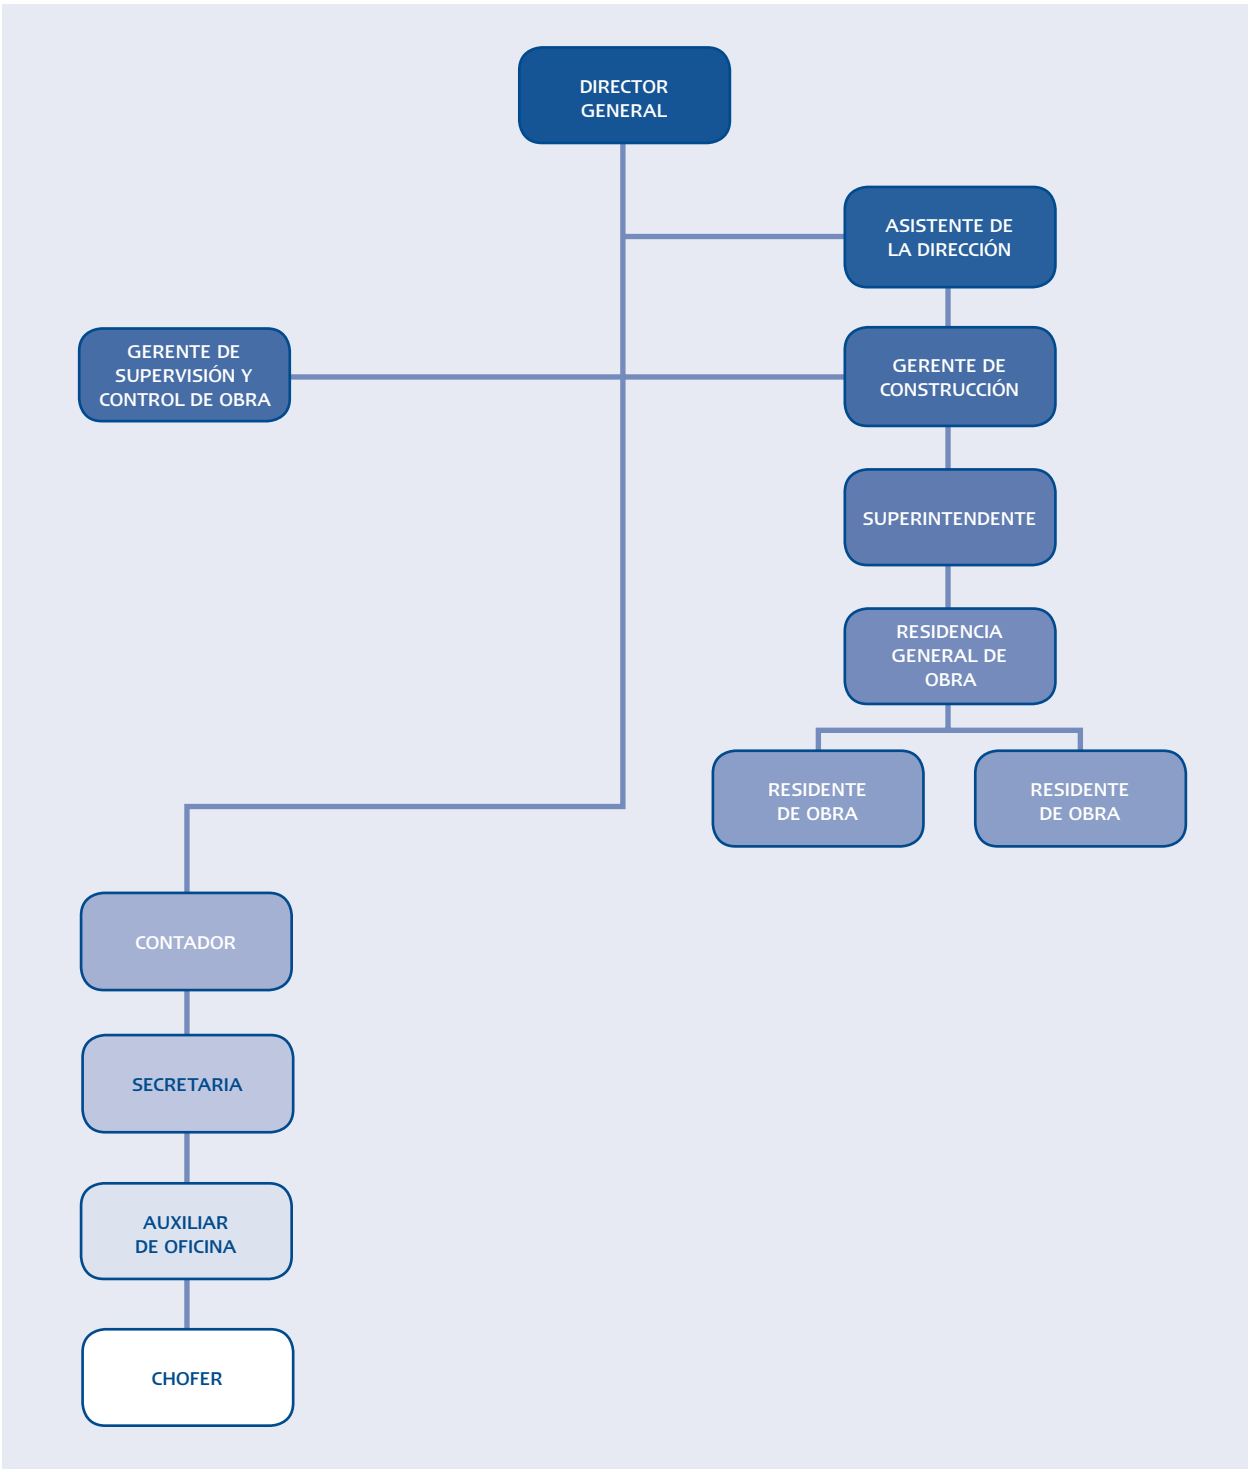 DIRECTOR
GENERAL
ASISTENTE DE
LA DIRECCIÓN
GERENTE DE
SUPERVISIÓN Y
CONTROL DE OBRA
GERENTE DE
CONSTRUCCIÓN
SUPERINTENDENTE
RESIDENCIA
GENERAL DE
OBRA
RESIDENTE
DE OBRA
RESIDENTE
DE OBRA
CONTADOR
SECRETARIA
AUXILIAR
DE OFICINA
CHOFER